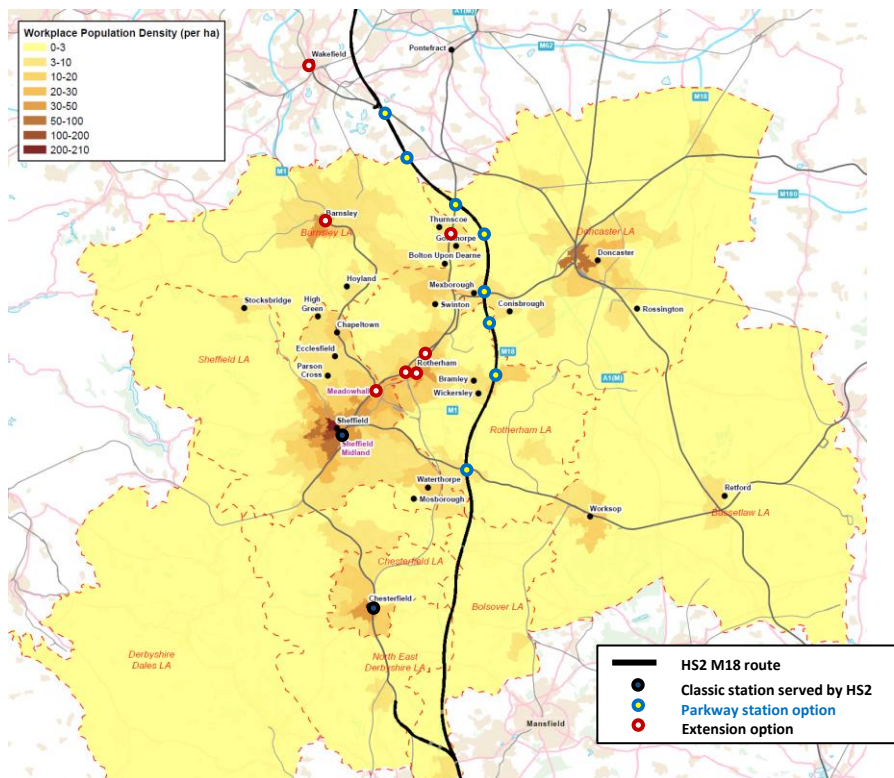 Workplace Population Density (per ha)
0-3
3-10
10-20
20-30
30-50
50-100
100-200
200-210
A1(M)
Wakefield
Pontefract
M62
M18
M1
M180
Barnsley
Barnsley LA
Thurnscoe
Goldthorpe
Bolton Upon Dearne
Doncaster LA
Doncaster
Hoyland
Mexborough
Stocksbridge
High
Green
Swinton
Conisbrough
Rossington
Chapeltown
Ecclesfield
Sheffield LA
Parson
Cross
Rotherham
M18
Bramley
A1(M)
Meadowhall
Wickersley
M1
Sheffield
Sheffield
Midland
Rotherham LA
Waterthorpe
Mosborough
Retford
Worksop
Bassetlaw LA
Chesterfield LA
Chesterfield
Bolsover LA
Derbyshire
Dales LA
North East
Derbyshire LA
Mansfield
HS2 M18 route
Classic station served by HS2
Parkway station option
Extension option